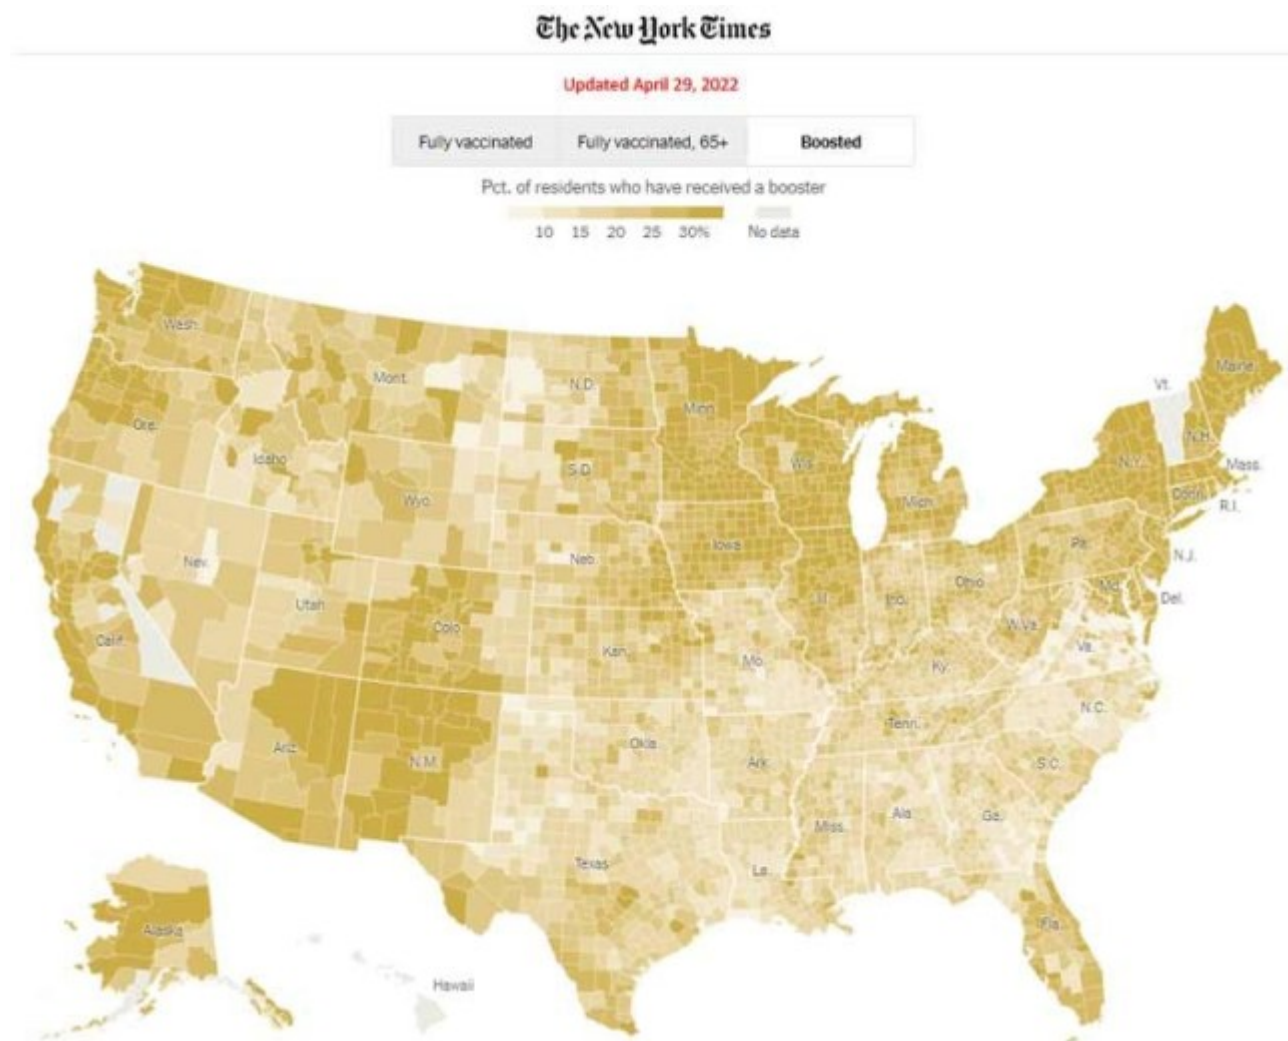 The New York Times
Updated April 29, 2022
Fully vaccinated Fully vaccinated, 65+ Boosted
Pct. of residents who have received a booster
10 15 20 25 30% No data
Wash.
Mont.
N.D.
Minn.
Maine
Vt.
Ore.
Idaho
S.D.
Wis.
N.Y.
N.H.
Mass.
Wyo.
Mich.
Conn.
R.I.
Nev.
Neb.
Iowa
Pa.
N.J.
Utah
Ill.
Ind.
Ohio
Md.
Del.
Calif.
Colo.
Kan.
Mo.
W.Va.
Va.
Ky.
Ariz.
N.M.
Okla.
Ark.
Tenn.
N.C.
S.C.
Texas
La.
Miss.
Ala.
Ga.
Alaska
Hawaii
Fla.